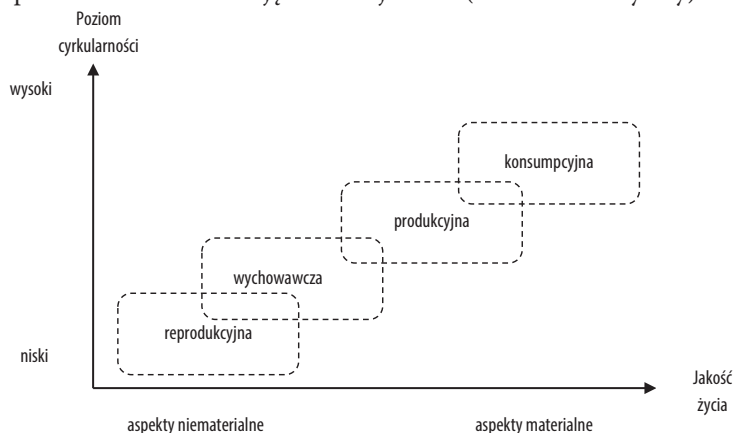 Poziom
cyrkularności
wysoki
konsumpcyjna
produkcyjna
wychowawcza
reprodukcyjna
niski
Jakość
życia
aspekty niematerialne
aspekty materialne